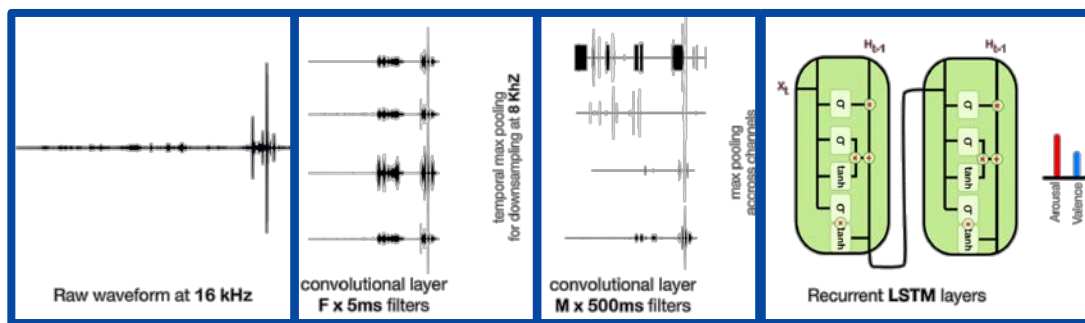 Raw waveform at 16 kHz
temporal max pooling
for downsampling at 8 KhZ
convolutional layer
F x 5ms filters
max pooling
accross channels
convolutional layer
M x 500ms filters
Ht-1
Ht-1
Xt
σ
σ
tanh
σ
tanh
σ
σ
tanh
σ
tanh
Recurrent LSTM layers
Arousal
Valence